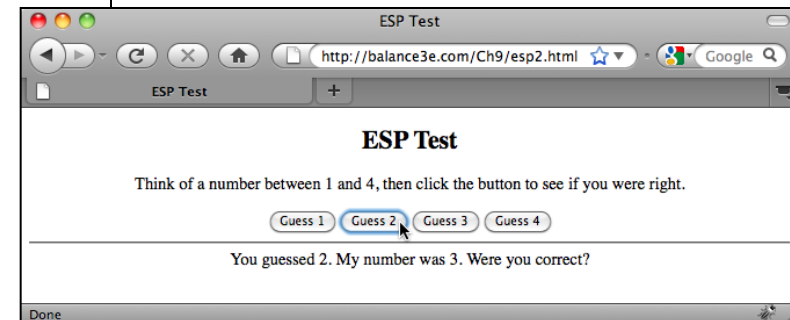 ESP Test
http://balance3e.com/Ch9/esp2.html Google
ESP Test +
ESP Test
Think of a number between 1 and 4, then click the button to see if you were right.
Guess 1 Guess 2 Guess 3 Guess 4
You guessed 2. My number was 3. Were you correct?
Done